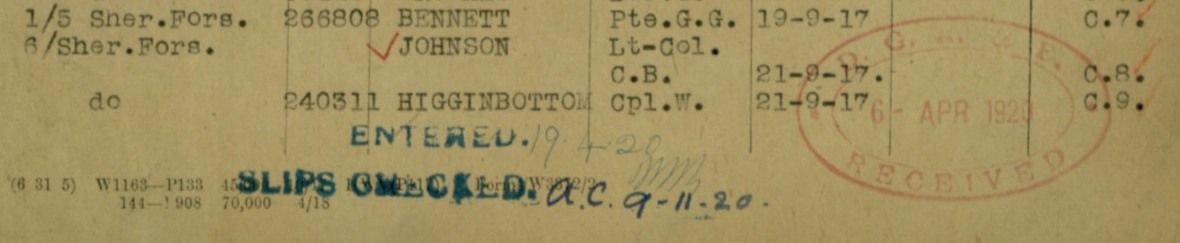 1/5 Sher.Fors. 266808 BENNETT Pte.G.G. 19-9-17 C.7.
6/Sher.Fors. JOHNSON Lt-Col.
C.B. 21-9-17. C.8.
do 240311 HIGGINBOTTOM Cpl.W. 21-9-17 C.9.
6 - APR 1920
RECEIVED
ENTERED. 19.4.20
(6 31 5) W1163—P133
SLIPS CHECKED. a.c. 9-11-20.
908 70,000 4/18